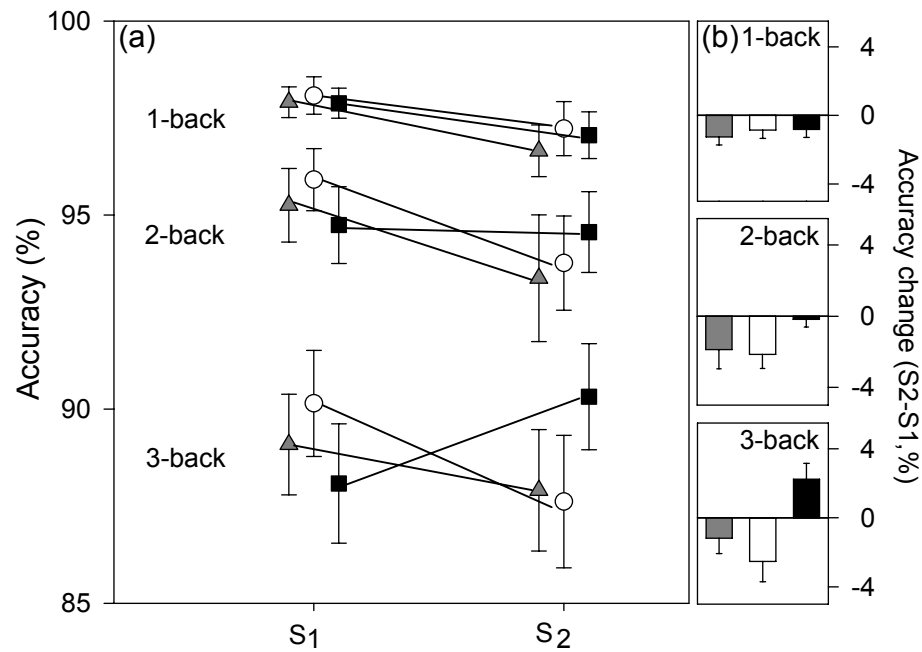 (a)
100
95
90
85
Accuracy (%)
1-back
2-back
3-back
S1
S2
(b)
1-back
4
0
-4
2-back
4
0
-4
3-back
4
0
-4
Accuracy change (S2-S1,%)